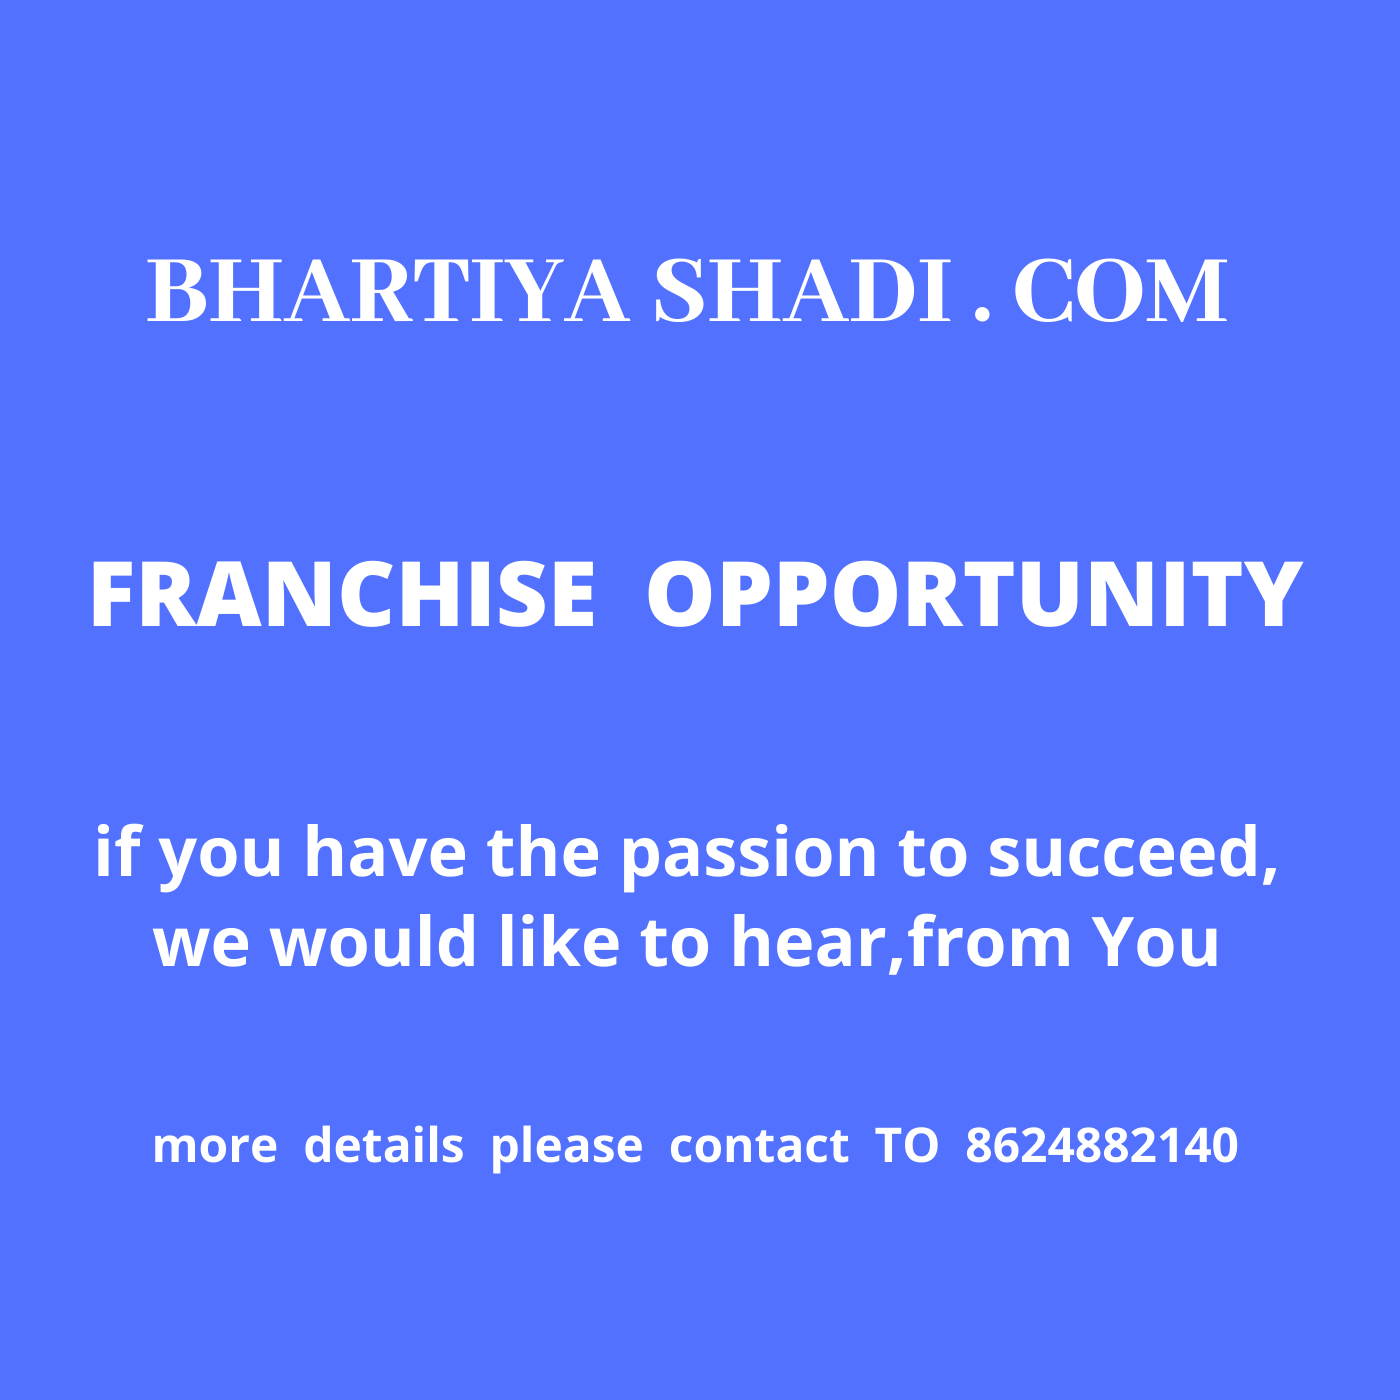 BHARTIYA SHADI . COM
FRANCHISE OPPORTUNITY
if you have the passion to succeed,
we would like to hear,from You
more details please contact TO 8624882140